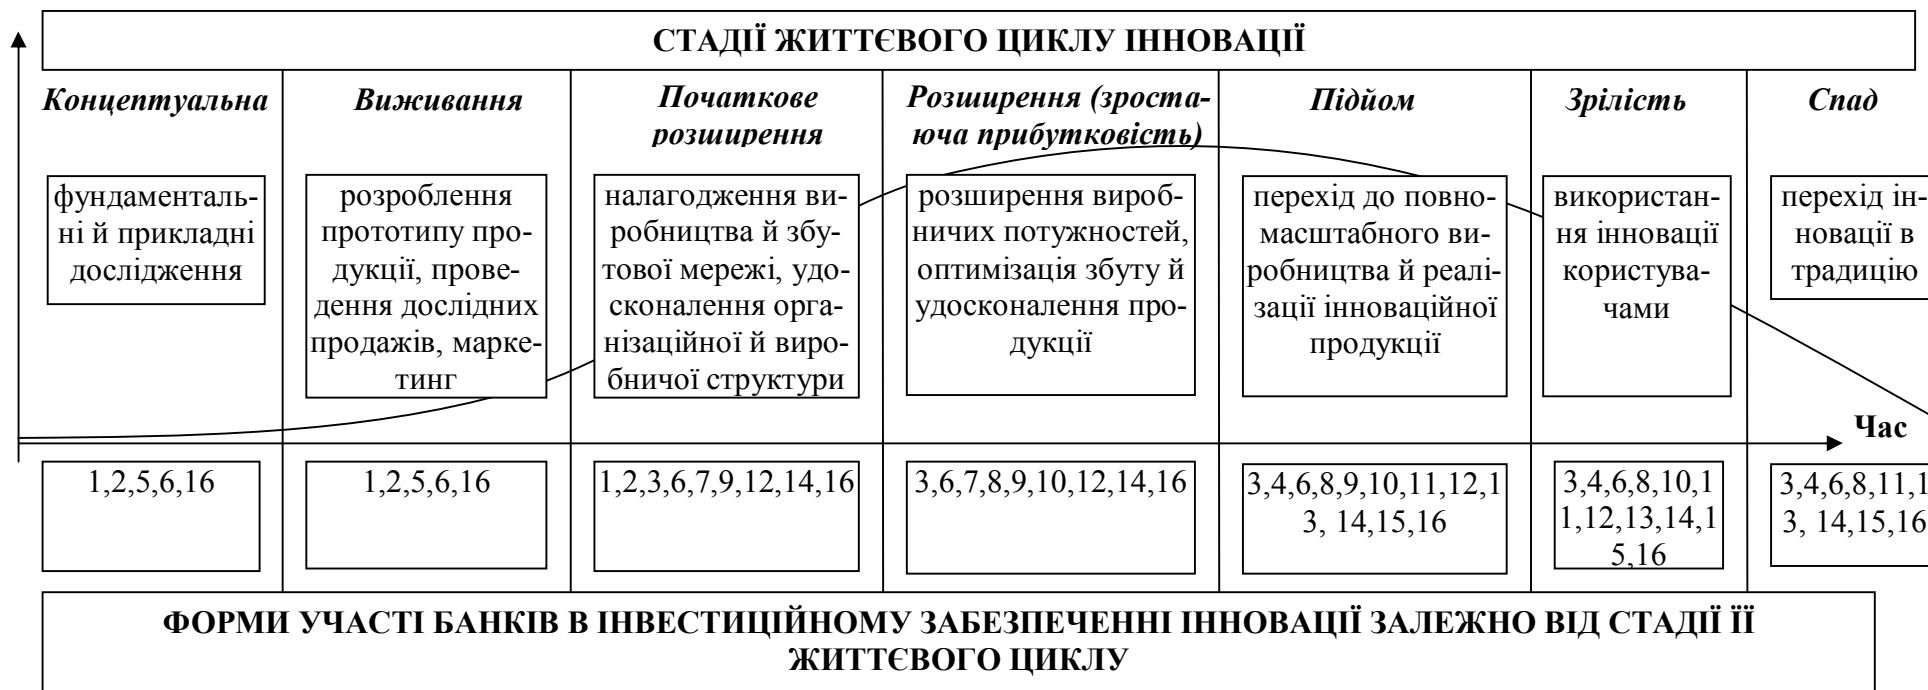 СТАДІЇ ЖИТТЄВОГО ЦИКЛУ ІННОВАЦІЇ
Концептуальна
Виживання
Початкове
розширення
Розширення (зроста-
юча прибутковість)
Підйом
Зрілість
Спад
фундаменталь-
ні й прикладні
дослідження
розроблення
прототипу про-
дукції, прове-
дення дослідних
продажів, марке-
тинг
налагодження ви-
робництва й збу-
тової мережі, удо-
сконалення орга-
нізаційної й виро-
бничої структури
розширення вироб-
ничих потужностей,
оптимізація збуту й
удосконалення про-
дукції
перехід до повно-
масштабного ви-
робництва й реалі-
зації інноваційної
продукції
використан-
ня інновації
користува-
чами
перехід ін-
новації в
традицію
Час
1,2,5,6,16
1,2,5,6,16
1,2,3,6,7,9,12,14,16
3,6,7,8,9,10,12,14,16
3,4,6,8,9,10,11,12,1
3, 14,15,16
3,4,6,8,10,1
1,12,13,14,1
5,16
3,4,6,8,11,1
3, 14,15,16
ФОРМИ УЧАСТІ БАНКІВ В ІНВЕСТИЦІЙНОМУ ЗАБЕЗПЕЧЕННІ ІННОВАЦІЇ ЗАЛЕЖНО ВІД СТАДІЇ ЇЇ
ЖИТТЄВОГО ЦИКЛУ